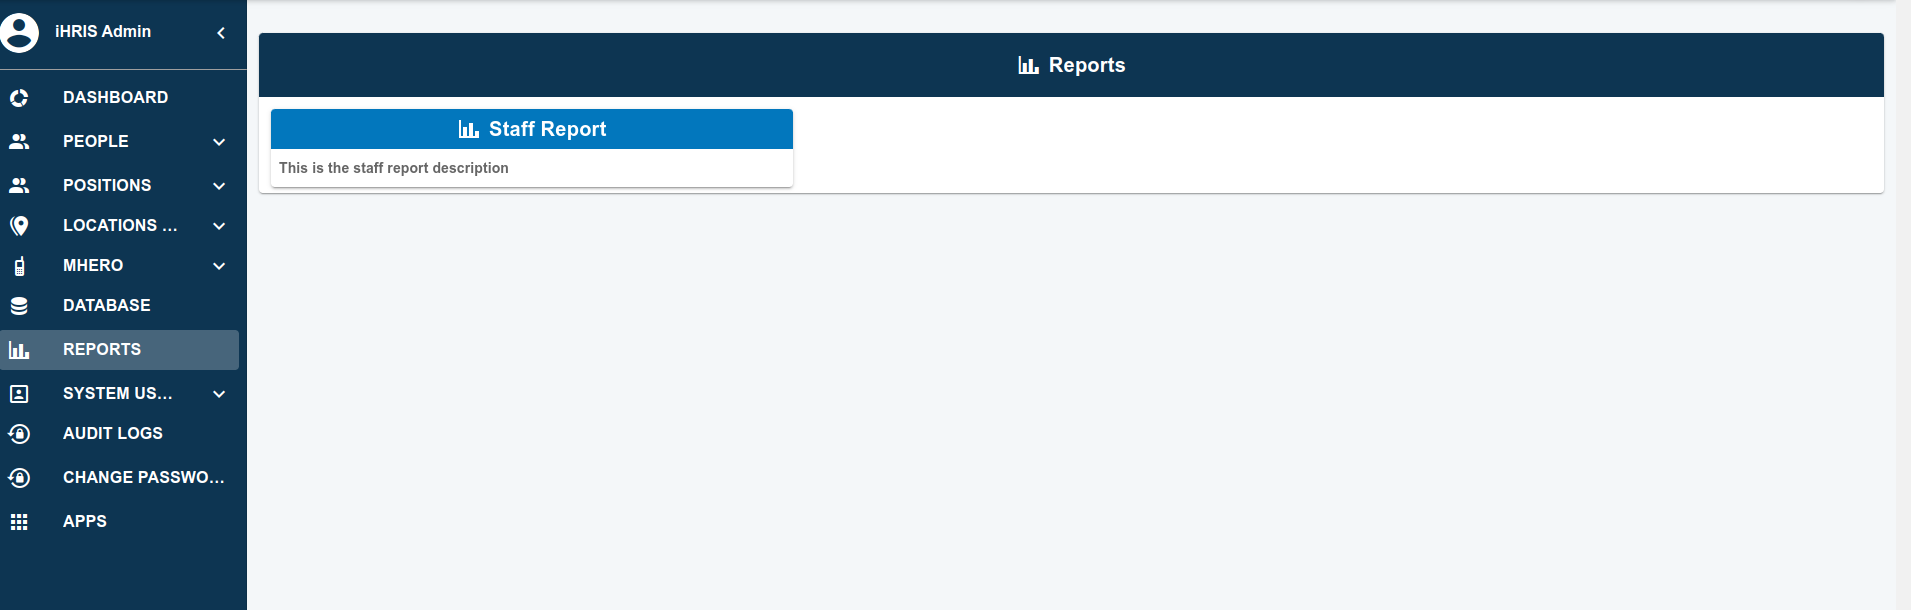 iHRIS Admin
DASHBOARD
PEOPLE
POSITIONS
LOCATIONS ...
MHERO
DATABASE
REPORTS
SYSTEM US...
AUDIT LOGS
CHANGE PASSWO...
APPS
Reports
Staff Report
This is the staff report description